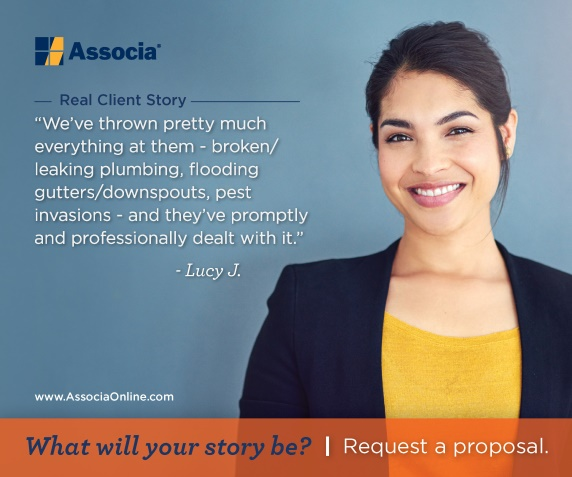 Associa®
Real Client Story
“We’ve thrown pretty much
everything at them - broken/
leaking plumbing, flooding
gutters/downspouts, pest
invasions - and they’ve promptly
and professionally dealt with it.”
- Lucy J.
www.AssociaOnline.com
What will your story be? | Request a proposal.